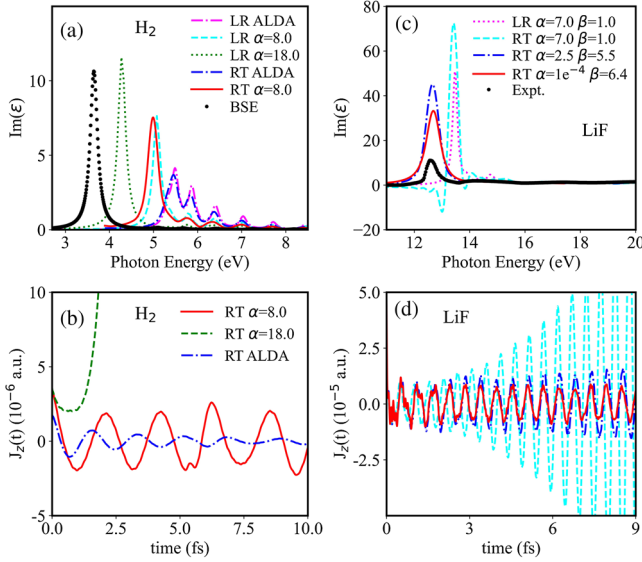 (a)
H2
LR ALDA
LR α=8.0
LR α=18.0
RT ALDA
RT α=8.0
BSE
Im(ε)
10
5
0
3 4 5 6 7 8
Photon Energy (eV)
(c)
LR α=7.0 β=1.0
RT α=7.0 β=1.0
RT α=2.5 β=5.5
RT α=1e⁻⁴ β=6.4
Expt.
LiF
Im(ε)
80
60
40
20
0
−20
12 14 16 18 20
Photon Energy (eV)
(b)
H2
RT α=8.0
RT α=18.0
RT ALDA
Jz(t) (10⁻⁶ a.u.)
10
5
0
-5
0.0 2.5 5.0 7.5 10.0
time (fs)
(d)
LiF
Jz(t) (10⁻⁵ a.u.)
5.0
2.5
0
-2.5
0 3 6 9
time (fs)